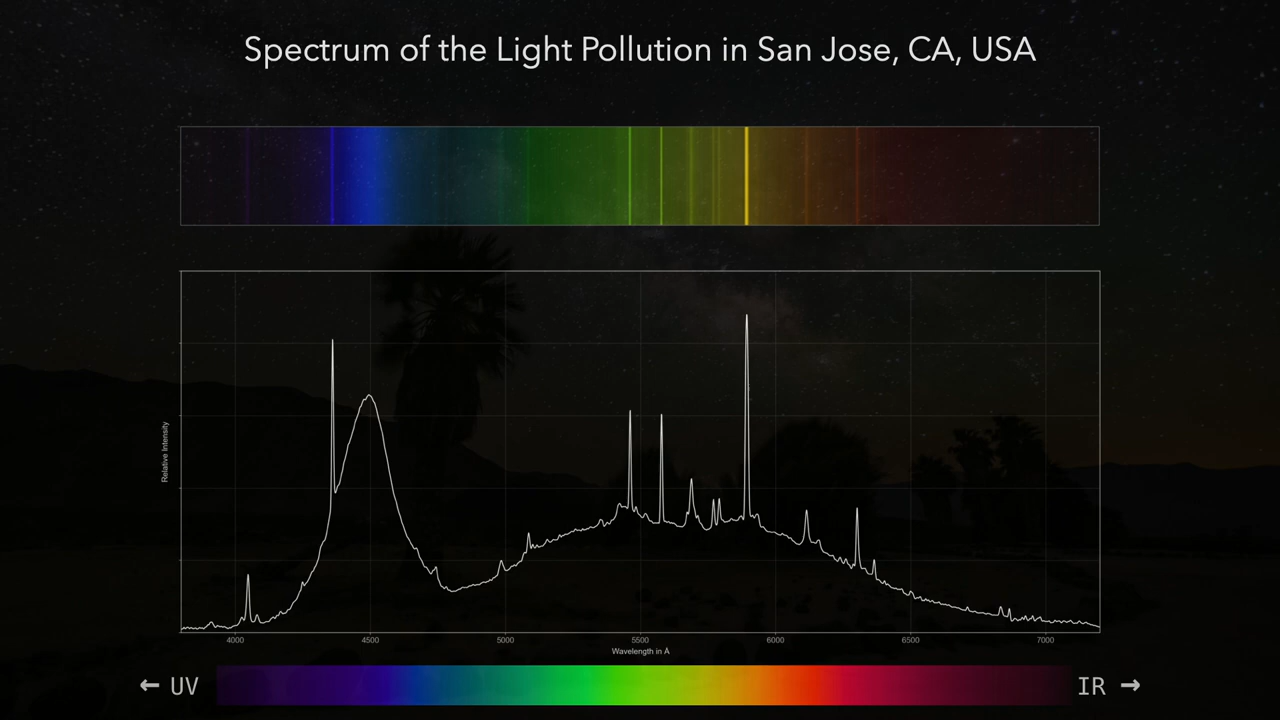 Spectrum of the Light Pollution in San Jose, CA, USA
Relative Intensity
4000 4500 5000 5500 6000 6500 7000
Wavelength in Å
← UV
IR →